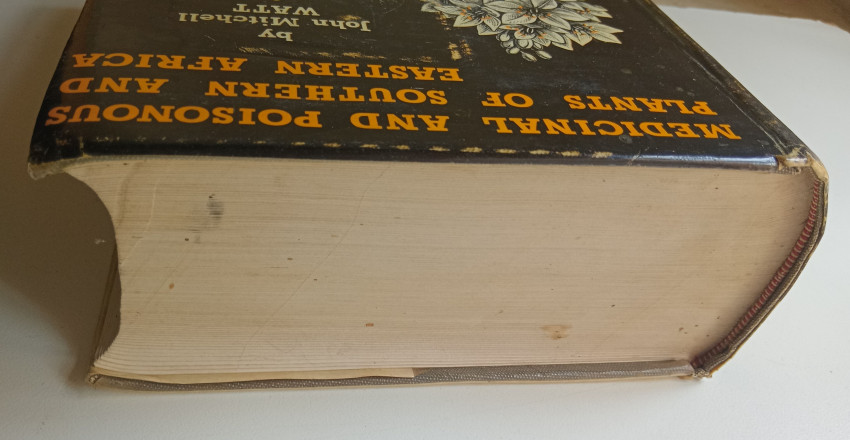 MEDICINAL AND POISONOUS
PLANTS OF SOUTHERN AND
EASTERN AFRICA
by
John Mitchell
WATT